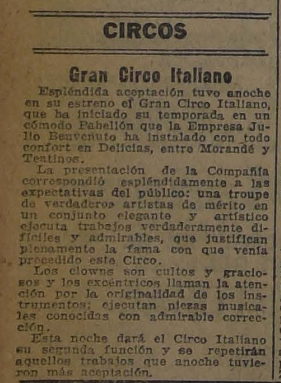 CIRCOS
Gran Circo Italiano
Espléndida aceptación tuvo anoche
en su estreno el Gran Circo Italiano,
que ha iniciado su temporada en un
cómodo Pabellón que la Empresa Ju-
lio Benvenuto ha instalado con todo
confort en Delicias, entre Morandé y
Teatinos.
La presentación de la Compañía
correspondió espléndidamente a las
expectativas del público: una troupe
de verdaderos artistas de mérito en
un conjunto elegante y artístico
ejecuta trabajos verdaderamente di-
fíciles y admirables, que justifican
plenamente la fama con que venía
precedido este Circo.
Los clowns son cultos y gracio-
sos y los excéntricos llaman la aten-
ción por la originalidad de los ins-
trumentos; ejecutan piezas musica-
les conocidas con admirable correc-
ción.
Esta noche dará el Circo Italiano
su segunda función y se repetirán
aquellos trabajos que anoche tuvie-
ron más aceptación.